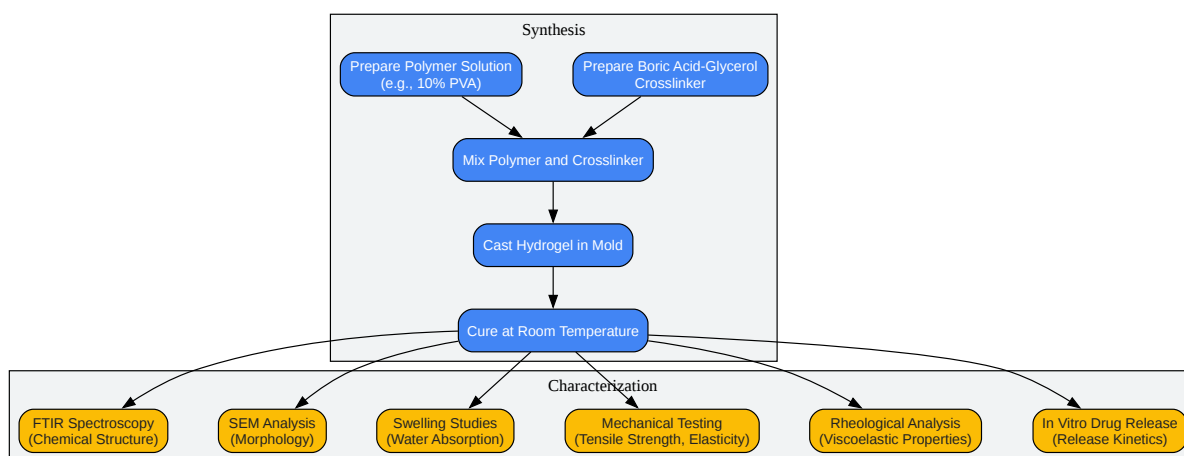 Synthesis
Prepare Polymer Solution
(e.g., 10% PVA)
Prepare Boric Acid-Glycerol
Crosslinker
Mix Polymer and Crosslinker
Cast Hydrogel in Mold
Cure at Room Temperature
Characterization
FTIR Spectroscopy
(Chemical Structure)
SEM Analysis
(Morphology)
Swelling Studies
(Water Absorption)
Mechanical Testing
(Tensile Strength, Elasticity)
Rheological Analysis
(Viscoelastic Properties)
In Vitro Drug Release
(Release Kinetics)